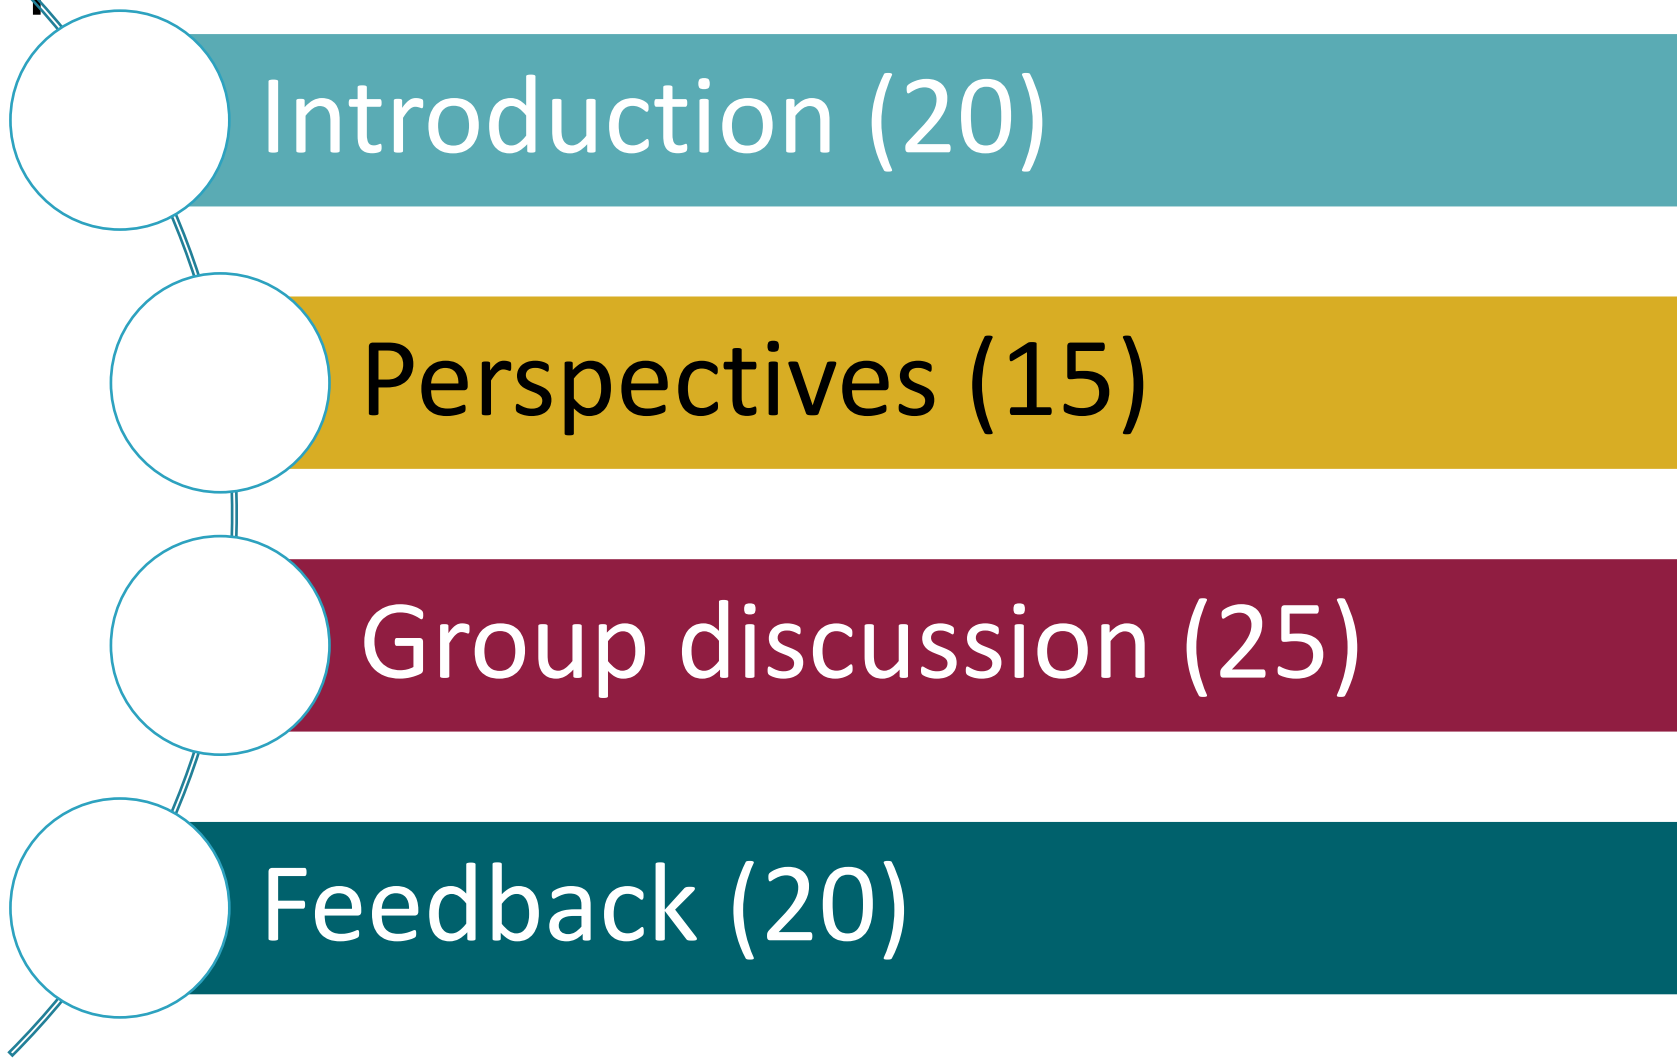 Introduction (20)
Perspectives (15)
Group discussion (25)
Feedback (20)